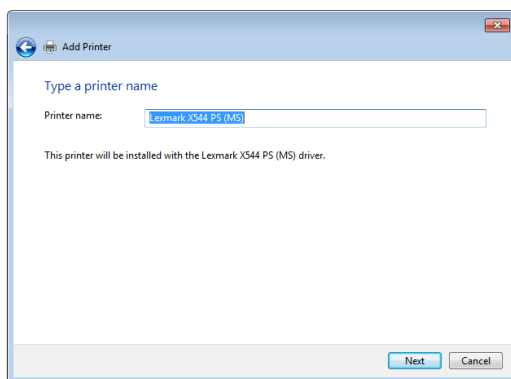 Add Printer
Type a printer name
Printer name: Lexmark X544 PS (MS)
This printer will be installed with the Lexmark X544 PS (MS) driver.
Next Cancel